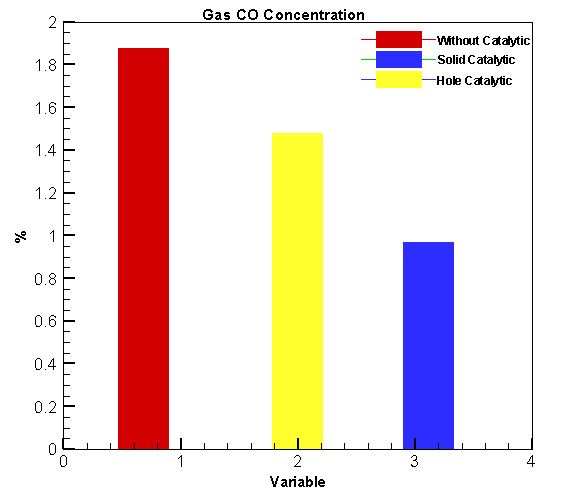 Gas CO Concentration
2
1.8
1.6
1.4
1.2
1
0.8
0.6
0.4
0.2
0
%
Without Catalytic
Solid Catalytic
Hole Catalytic
0 1 2 3 4
Variable